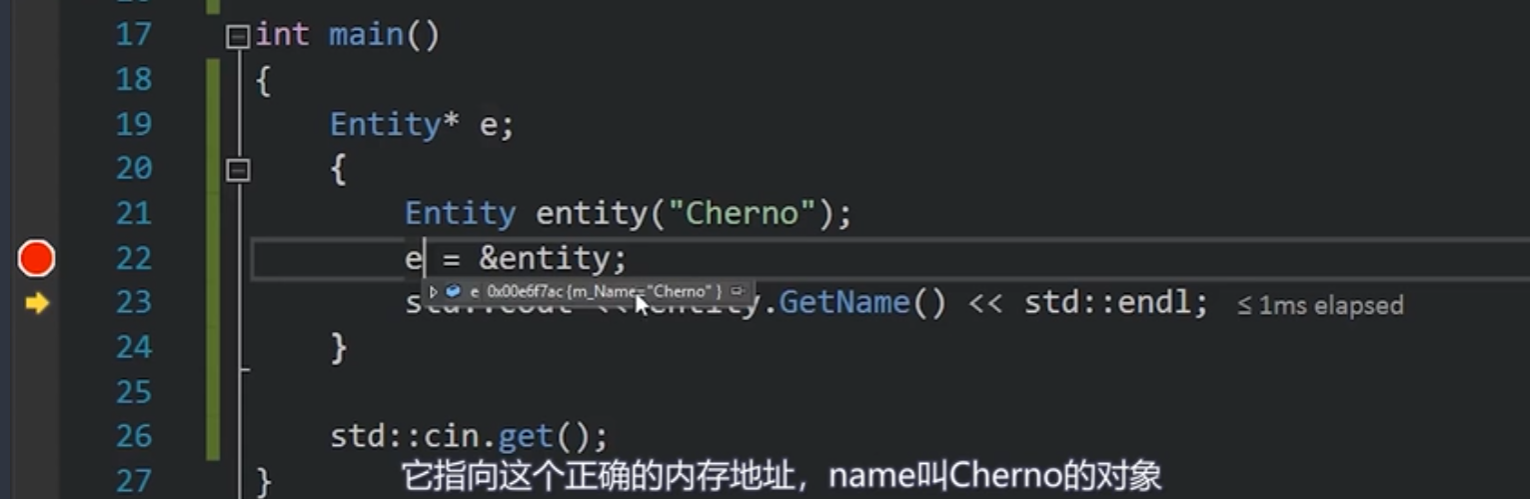 17 int main()
18 {
19 Entity* e;
20 {
21 Entity entity("Cherno");
22 e = &entity;
e 0x00e6f7ac {m_Name="Cherno" }
23 std::cout << entity.GetName() << std::endl; ≤ 1ms elapsed
24 }
25
26 std::cin.get();
27 }
它指向这个正确的内存地址，name叫Cherno的对象